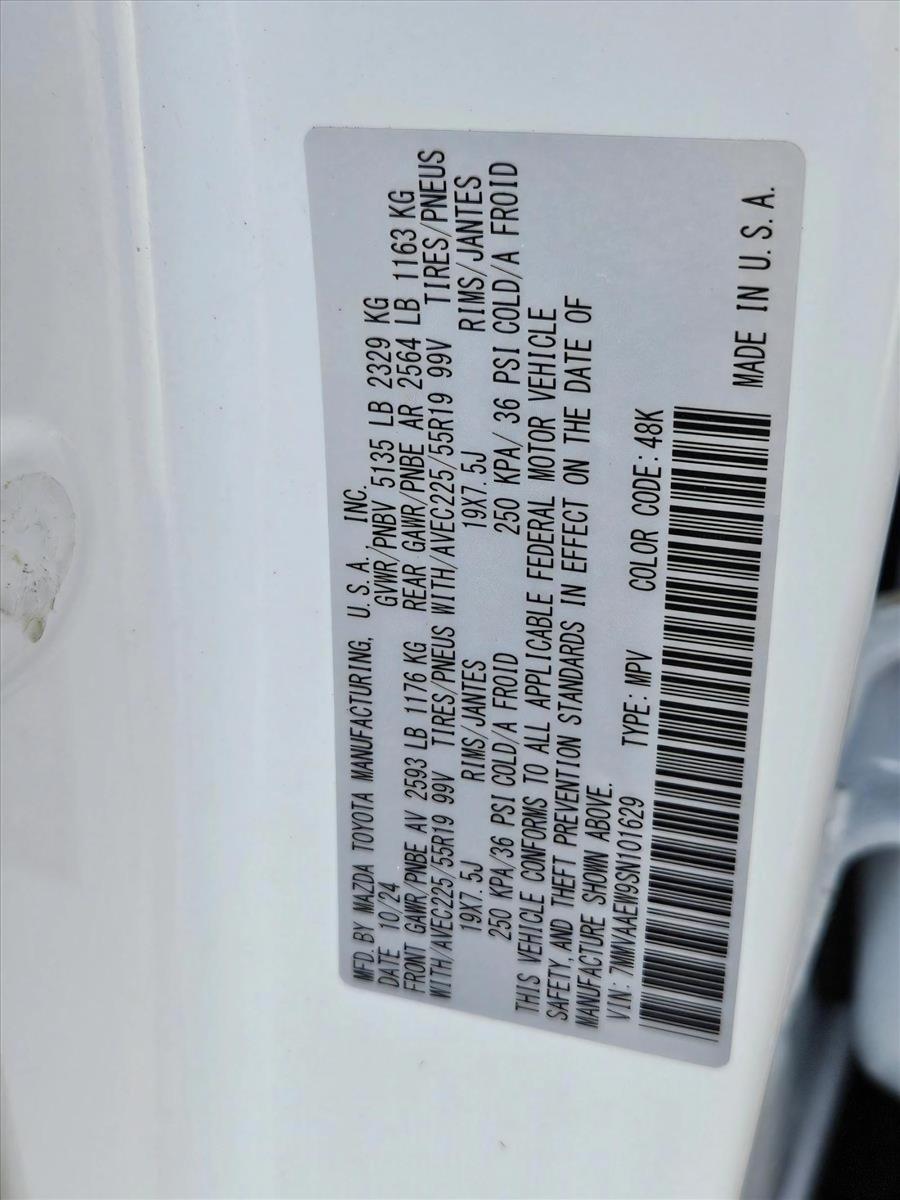 MFD. BY MAZDA TOYOTA MANUFACTURING, U. S. A. INC.
DATE 10/24 GVWR/PNBV 5135 LB 2329 KG
FRONT GAWR/PNBE AV 2593 LB 1176 KG REAR GAWR/PNBE AR 2564 LB 1163 KG
WITH/AVEC225/55R19 99V TIRES/PNEUS WITH/AVEC225/55R19 99V TIRES/PNEUS
19X7. 5J RIMS/JANTES 19X7. 5J RIMS/JANTES
250 KPA/36 PSI COLD/A FROID 250 KPA/ 36 PSI COLD/A FROID
THIS VEHICLE CONFORMS TO ALL APPLICABLE FEDERAL MOTOR VEHICLE
SAFETY, AND THEFT PREVENTION STANDARDS IN EFFECT ON THE DATE OF
MANUFACTURE SHOWN ABOVE.
VIN: 7MMVAAEW9SN101629 TYPE: MPV COLOR CODE: 48K
MADE IN U. S. A.